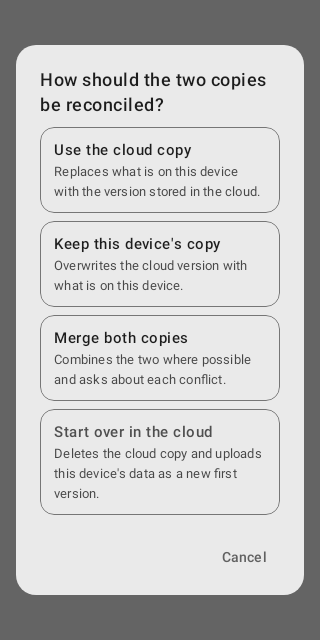 How should the two copies
be reconciled?
Use the cloud copy
Replaces what is on this device
with the version stored in the cloud.
Keep this device's copy
Overwrites the cloud version with
what is on this device.
Merge both copies
Combines the two where possible
and asks about each conflict.
Start over in the cloud
Deletes the cloud copy and uploads
this device's data as a new first
version.
Cancel